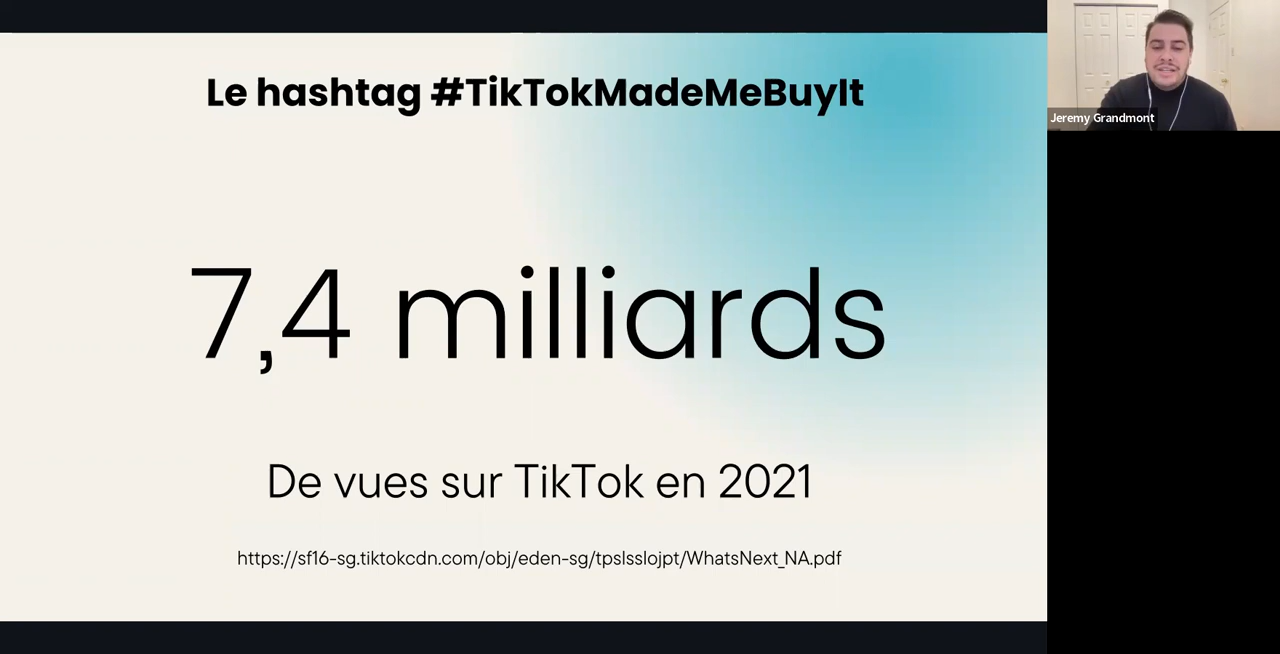 Le hashtag #TikTokMadeMeBuyIt
7,4 milliards
De vues sur TikTok en 2021
https://sf16-sg.tiktokcdn.com/obj/eden-sg/tpslsslojpt/WhatsNext_NA.pdf
Jeremy Grandmont